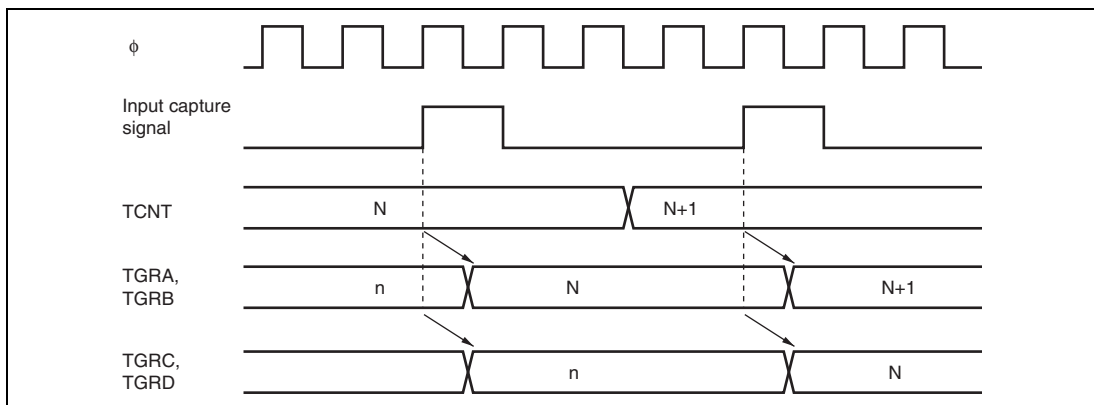 ϕ
Input capture
signal
TCNT
N
N+1
TGRA,
TGRB
n
N
N+1
TGRC,
TGRD
n
N